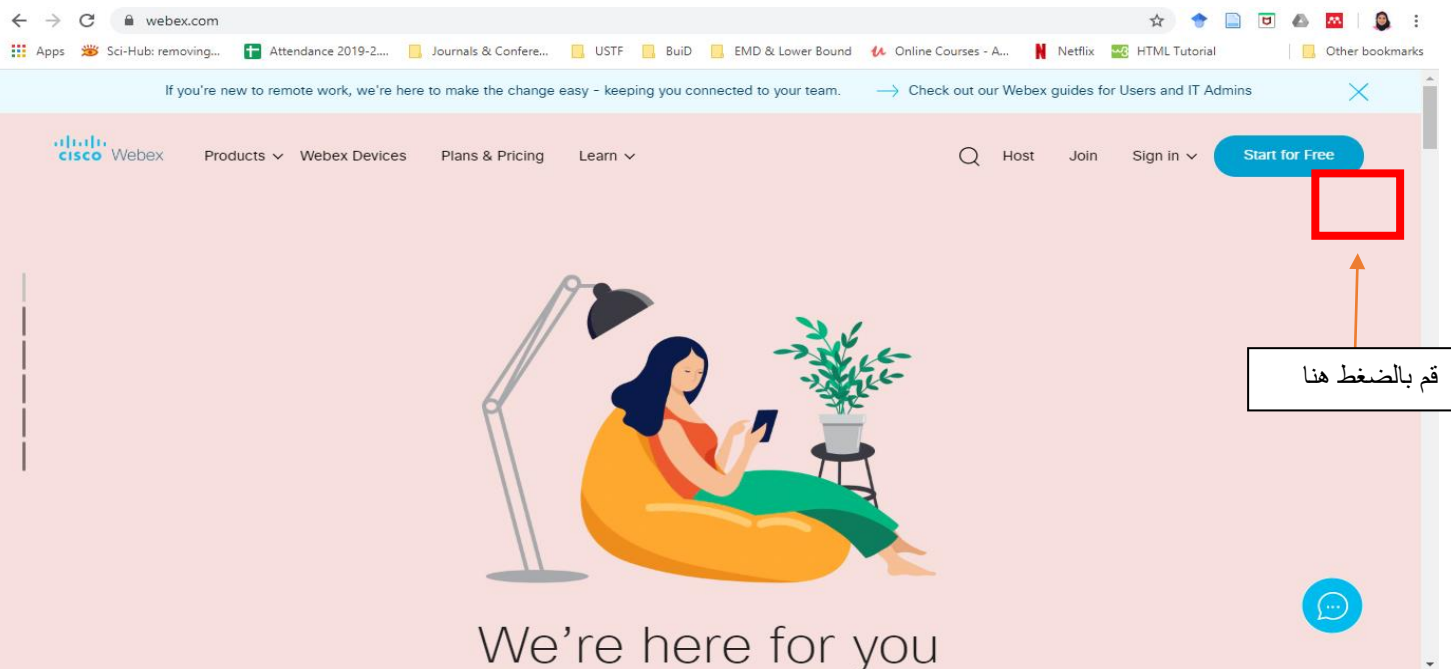 webex.com
Apps Sci-Hub: removing... Attendance 2019-2.... Journals & Confere... USTF BuiD EMD & Lower Bound Online Courses - A... N Netflix HTML Tutorial Other bookmarks
If you're new to remote work, we're here to make the change easy - keeping you connected to your team. → Check out our Webex guides for Users and IT Admins
cisco Webex Products Webex Devices Plans & Pricing Learn Host Join Sign in Start for Free
قم بالضغط هنا
We're here for you